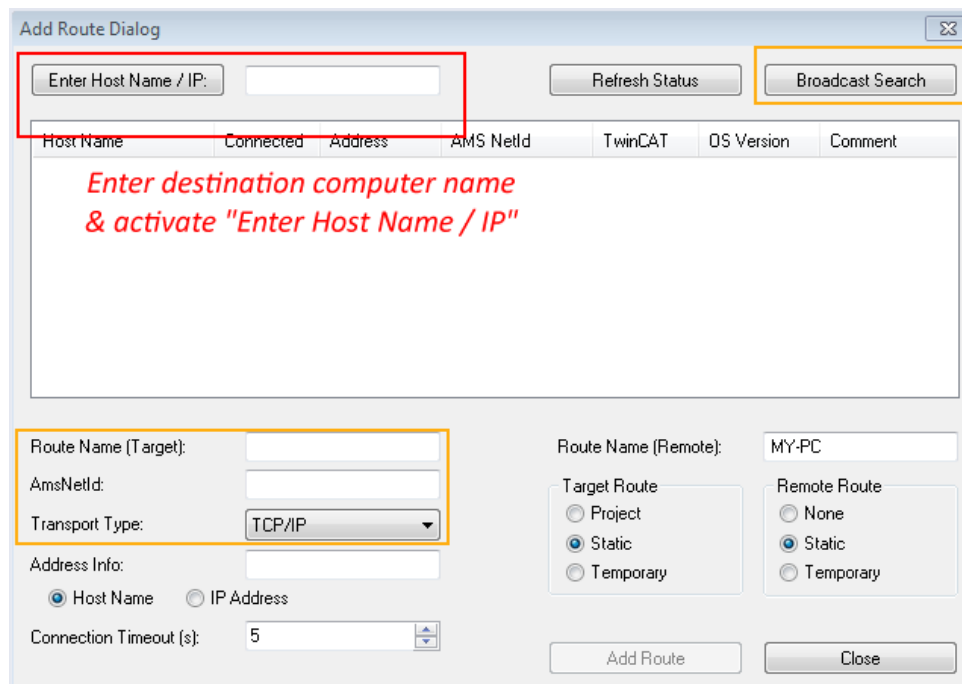 Add Route Dialog
Enter Host Name / IP: Refresh Status Broadcast Search
Host Name Connected Address AMS NetId TwinCAT OS Version Comment
Enter destination computer name
& activate "Enter Host Name / IP"
Route Name (Target): Route Name (Remote): MY-PC
AmsNetId: Target Route Remote Route
Project None
Transport Type: TCP/IP Static Static
Address Info: Temporary Temporary
Host Name IP Address
Connection Timeout (s): 5
Add Route Close